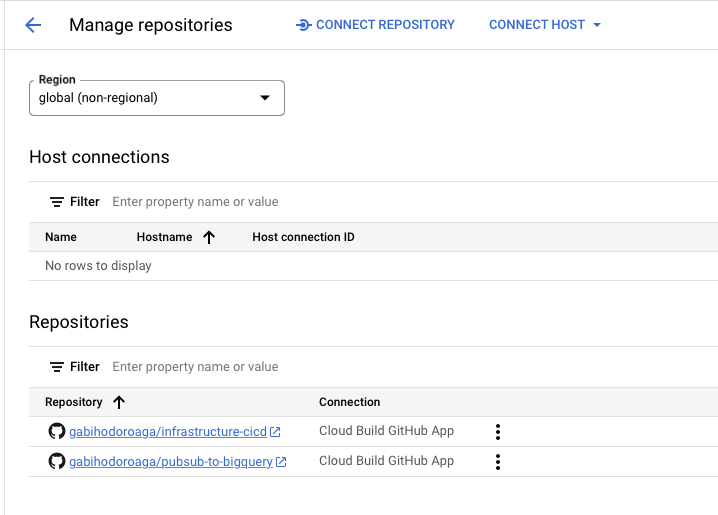 Manage repositories
CONNECT REPOSITORY
CONNECT HOST
Region
global (non-regional)
Host connections
Filter Enter property name or value
Name Hostname Host connection ID
No rows to display
Repositories
Filter Enter property name or value
Repository Connection
gabihodoroaga/infrastructure-cicd Cloud Build GitHub App
gabihodoroaga/pubsub-to-bigquery Cloud Build GitHub App